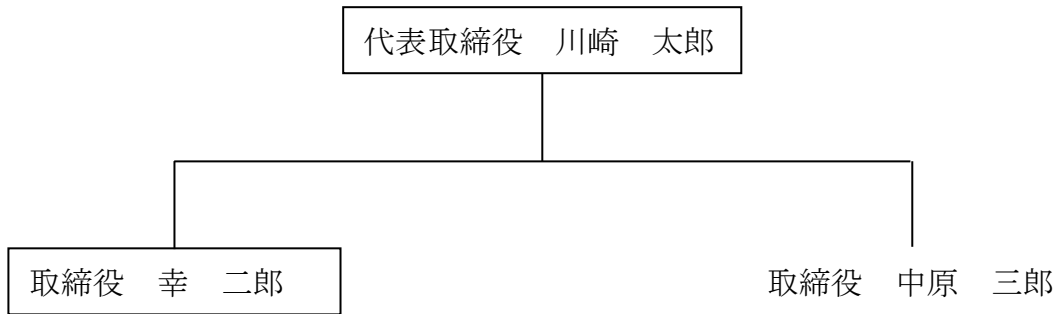 代表取締役　川崎　太郎
取締役　幸　二郎
取締役　中原　三郎